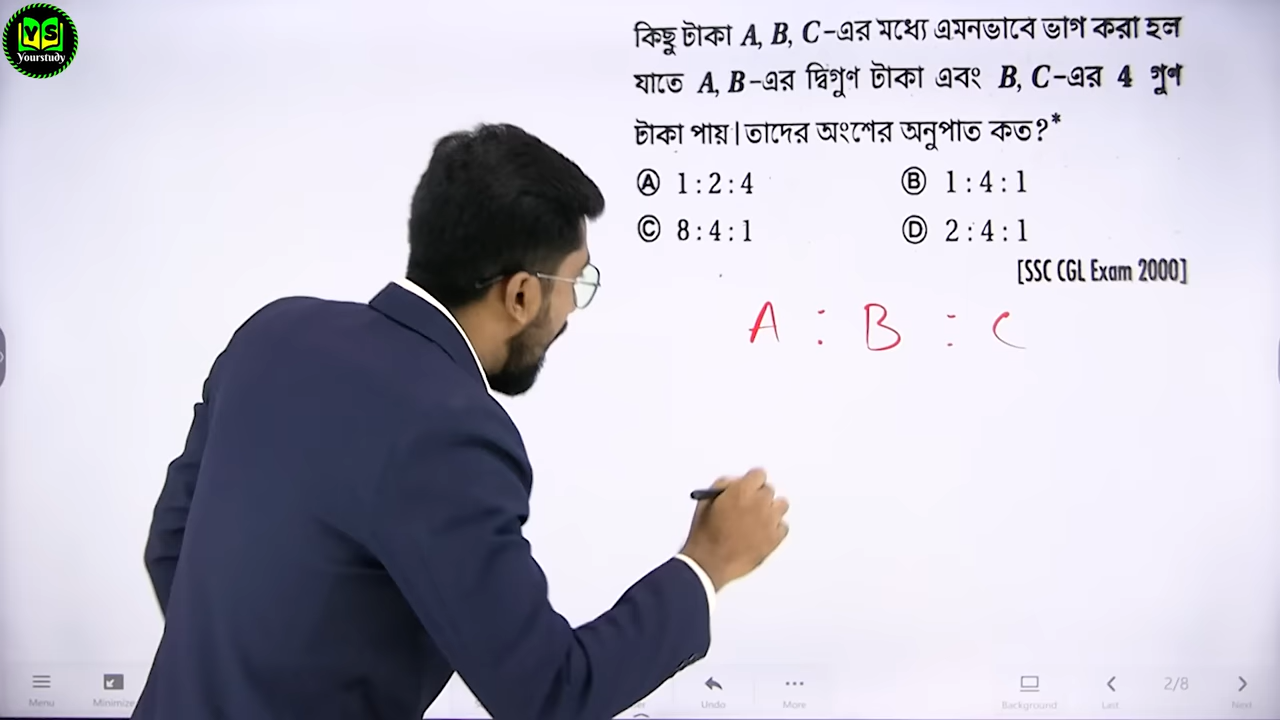 YS
Yourstudy
কিছু টাকা A, B, C-এর মধ্যে এমনভাবে ভাগ করা হল
যাতে A, B-এর দ্বিগুণ টাকা এবং B, C-এর 4 গুণ
টাকা পায়। তাদের অংশের অনুপাত কত?*
Ⓐ 1 : 2 : 4 Ⓑ 1 : 4 : 1
Ⓒ 8 : 4 : 1 Ⓓ 2 : 4 : 1
[SSC CGL Exam 2000]
A : B : C
2/8
Menu Minimize Undo More Background Last Next